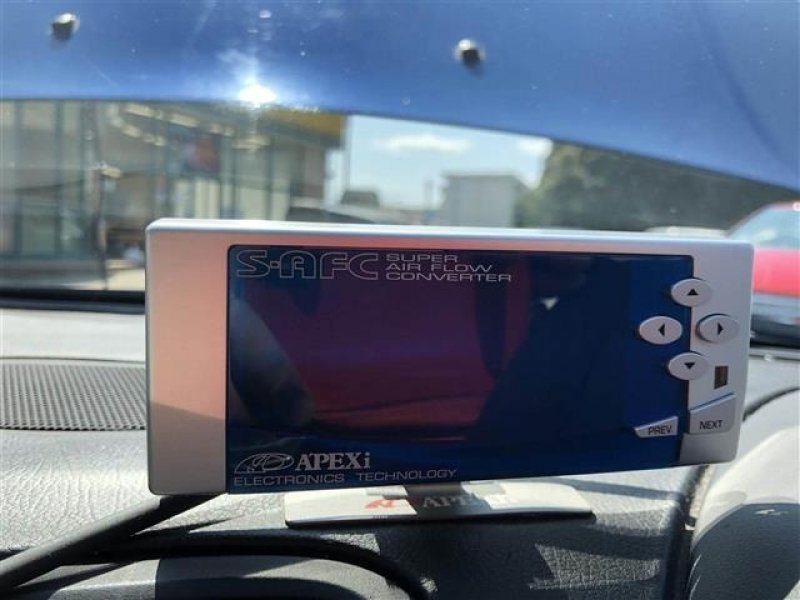 S-AFC
SUPER
AIR FLOW
CONVERTER
PREV
NEXT
APEXi
ELECTRONICS TECHNOLOGY